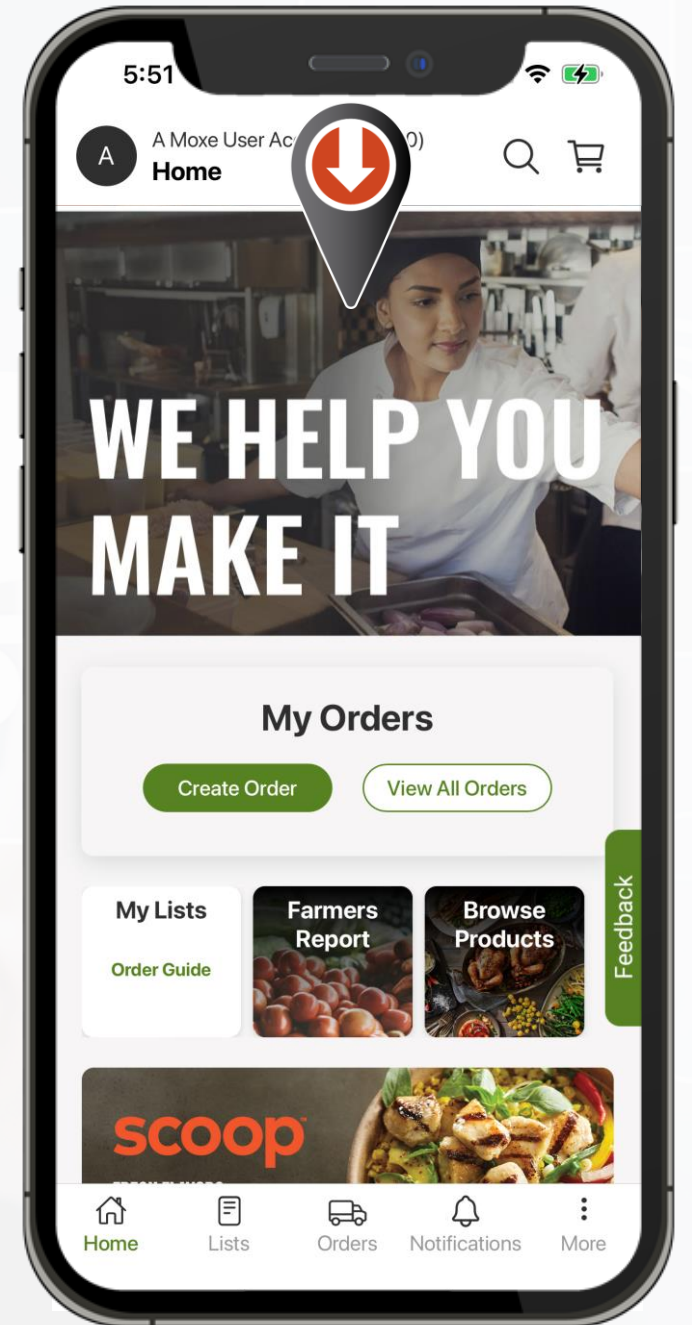 5:51
A
A Moxe User Ac 0)
Home
WE HELP YOU
MAKE IT
My Orders
Create Order
View All Orders
Feedback
My Lists
Order Guide
Farmers
Report
Browse
Products
scoop™
Home
Lists
Orders
Notifications
More